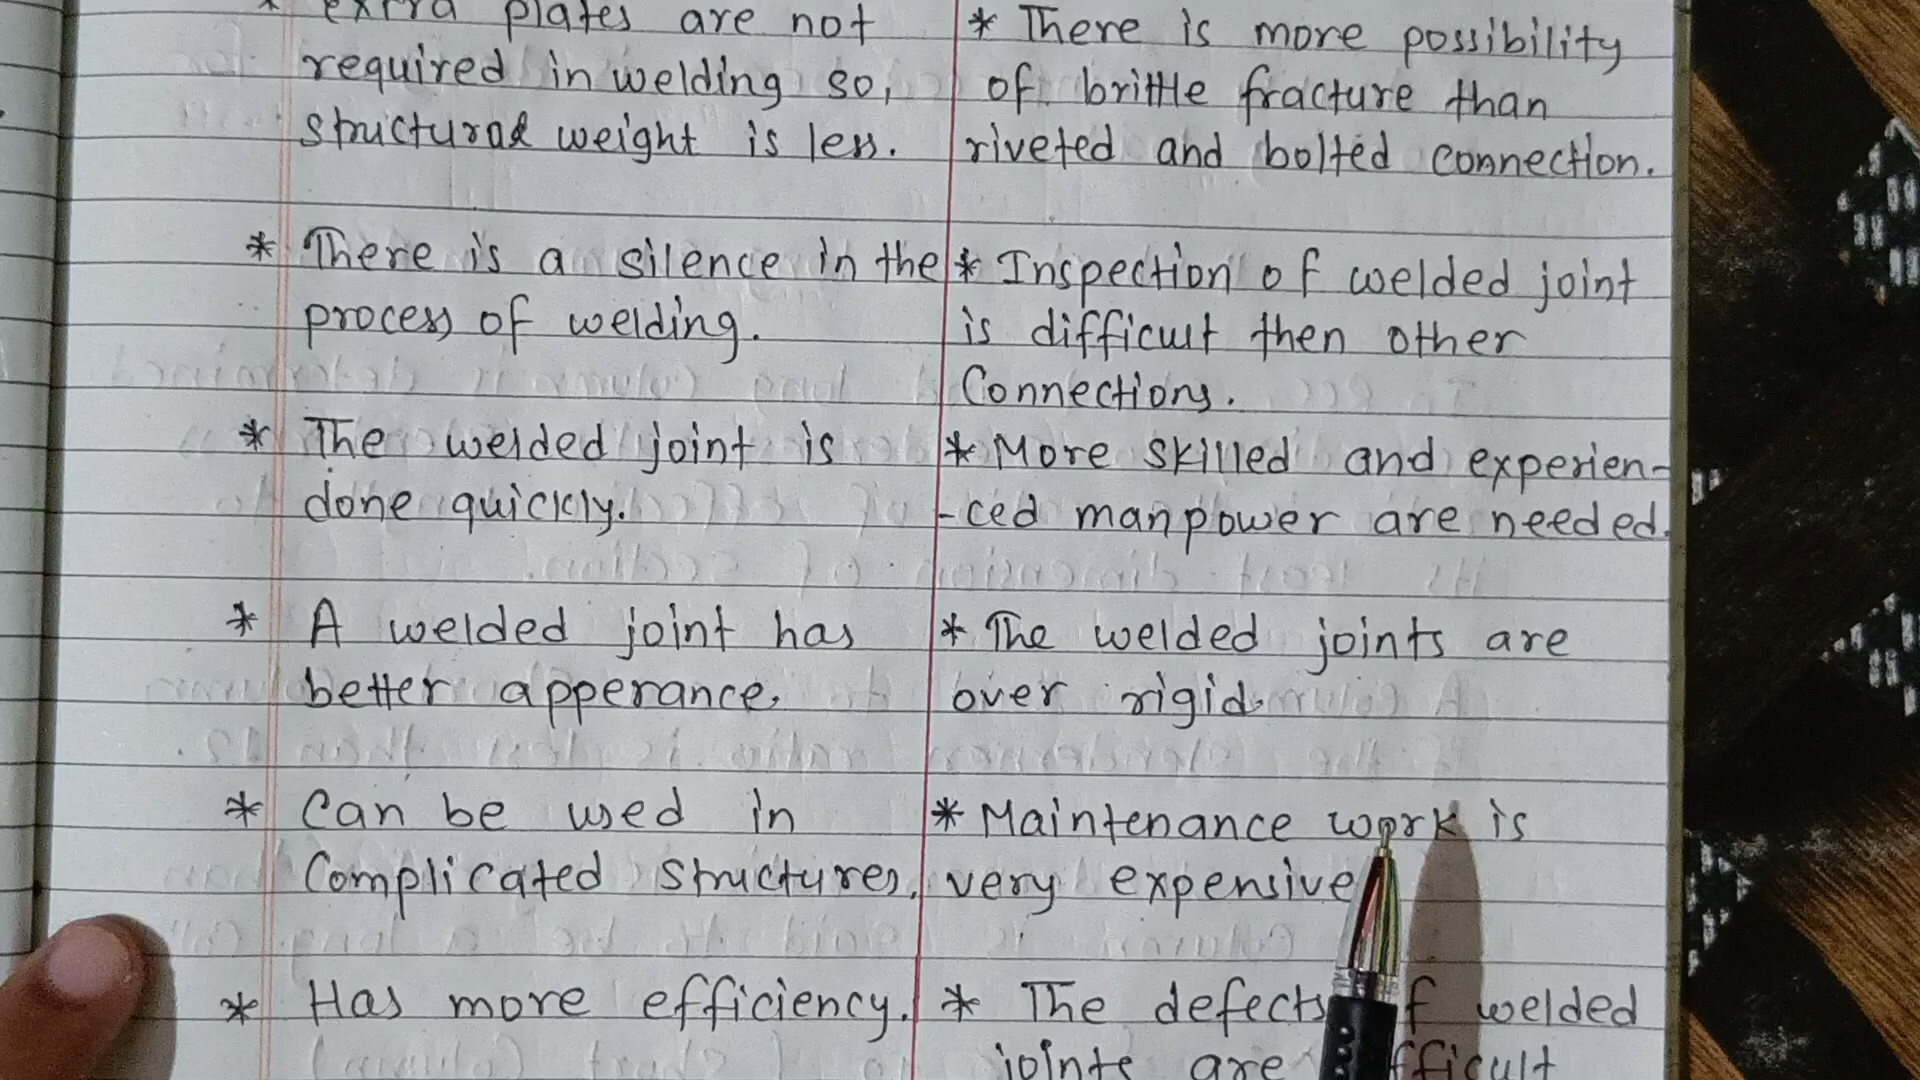 * extra plates are not
required in welding so,
structural weight is less.
* There is a silence in the
process of welding.
* The welded joint is
done quickly.
* A welded joint has
better apperance.
* Can be used in
Complicated structures.
* Has more efficiency.
* There is more possibility
of brittle fracture than
riveted and bolted connection.
* Inspection of welded joint
is difficult then other
Connections.
* More skilled and experien-
-ced manpower are needed.
* The welded joints are
over rigid.
* Maintenance work is
very expensive
* The defects of welded
joints are